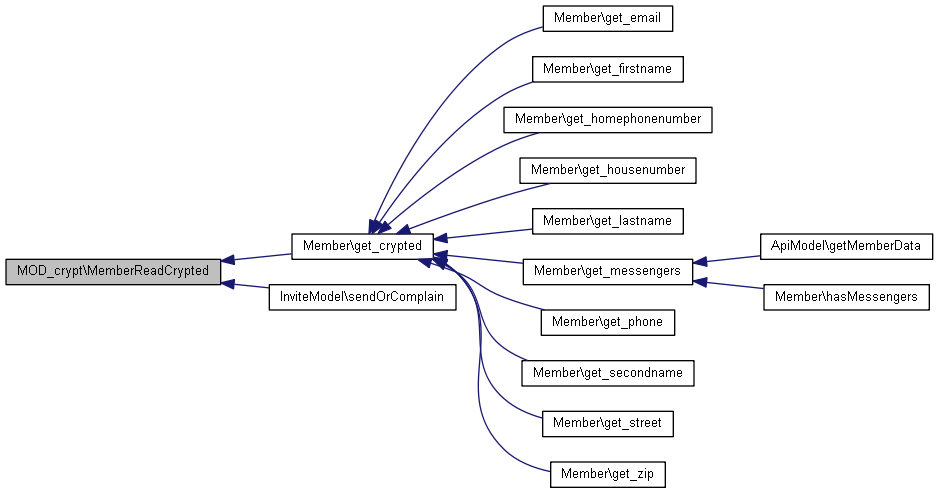 Member\get_email
Member\get_firstname
Member\get_homephonenumber
Member\get_housenumber
Member\get_lastname
Member\get_crypted
ApiModel\getMemberData
MOD_crypt\MemberReadCrypted
Member\get_messengers
InviteModel\sendOrComplain
Member\hasMessengers
Member\get_phone
Member\get_secondname
Member\get_street
Member\get_zip